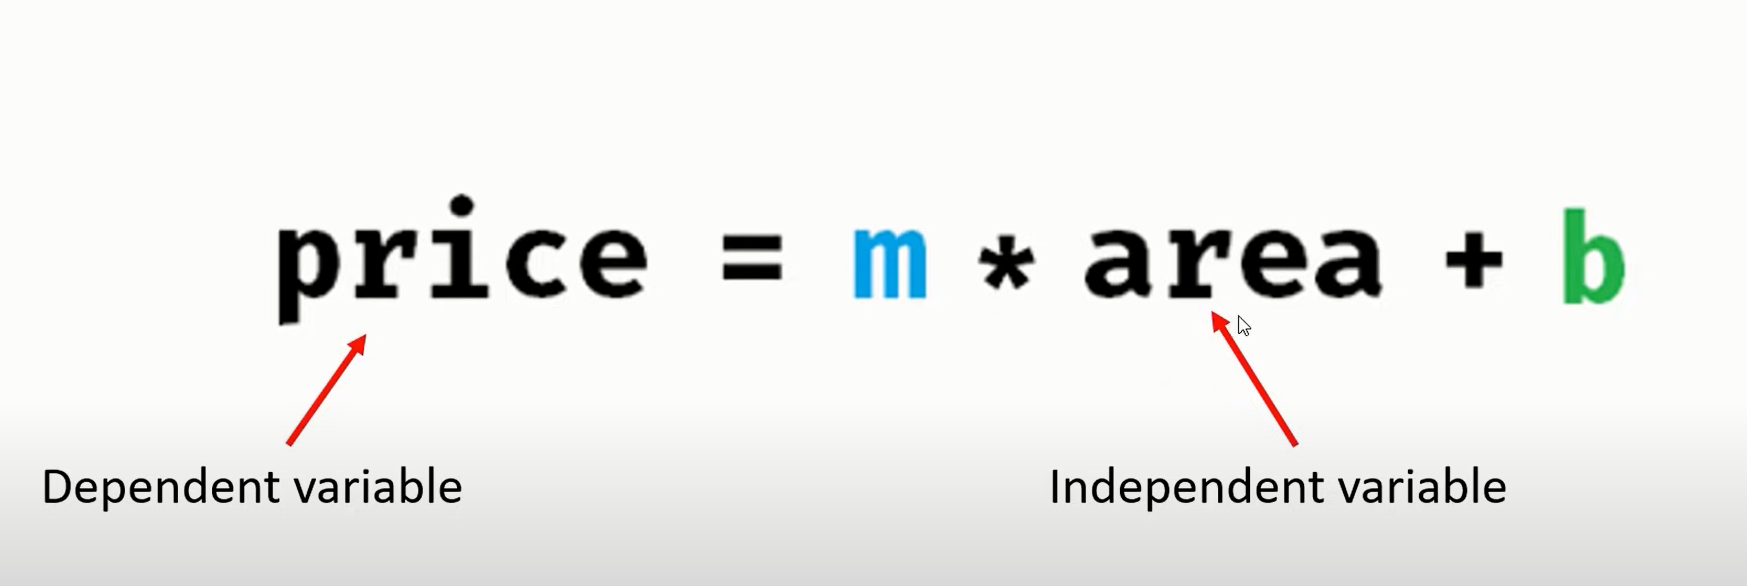 price = m * area + b
Dependent variable
Independent variable